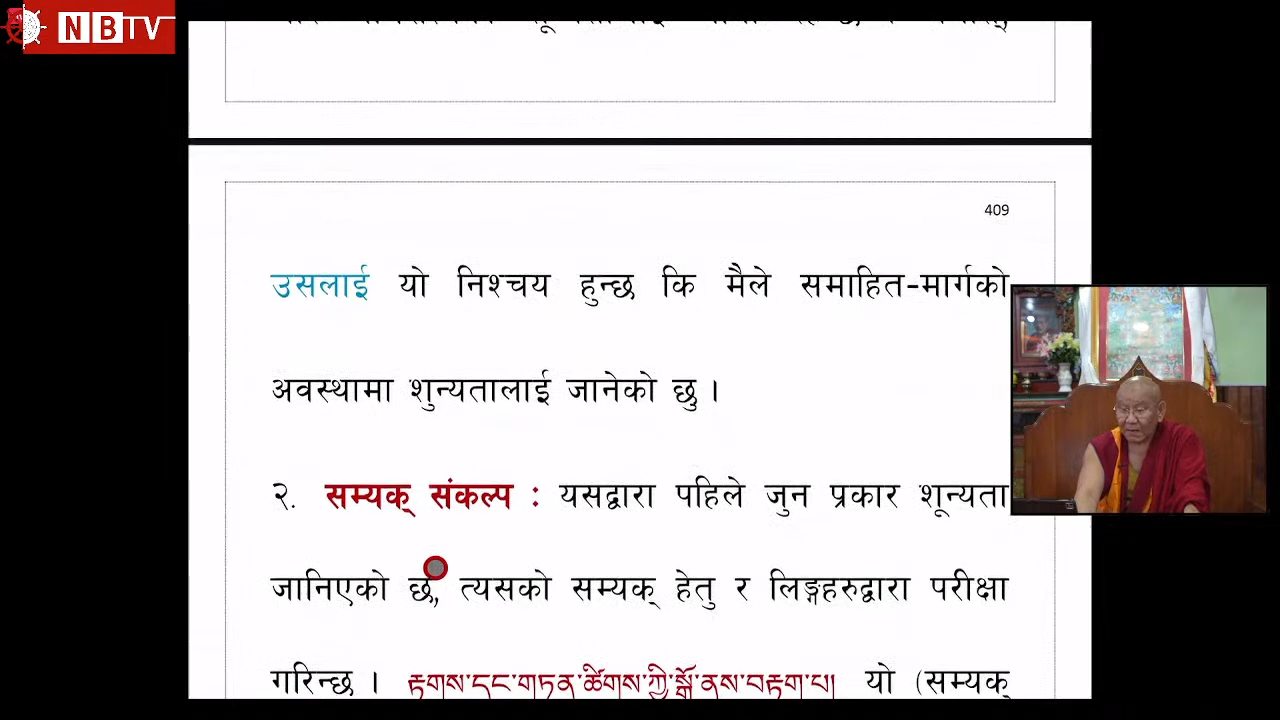 NBTV
409
उसलाई यो निश्चय हुन्छ कि मैले समाहित-मार्गको
अवस्थामा शुन्यतालाई जानेको छु ।
२. सम्यक् संकल्प : यसद्वारा पहिले जुन प्रकार शून्यता
जानिएको छ, त्यसको सम्यक् हेतु र लिङ्गहरुद्वारा परीक्षा
गरिन्छ । རྟགས་དང་གཏན་ཚིགས་ཀྱི་སྒོ་ནས་བརྟག་པ། यो (सम्यक्